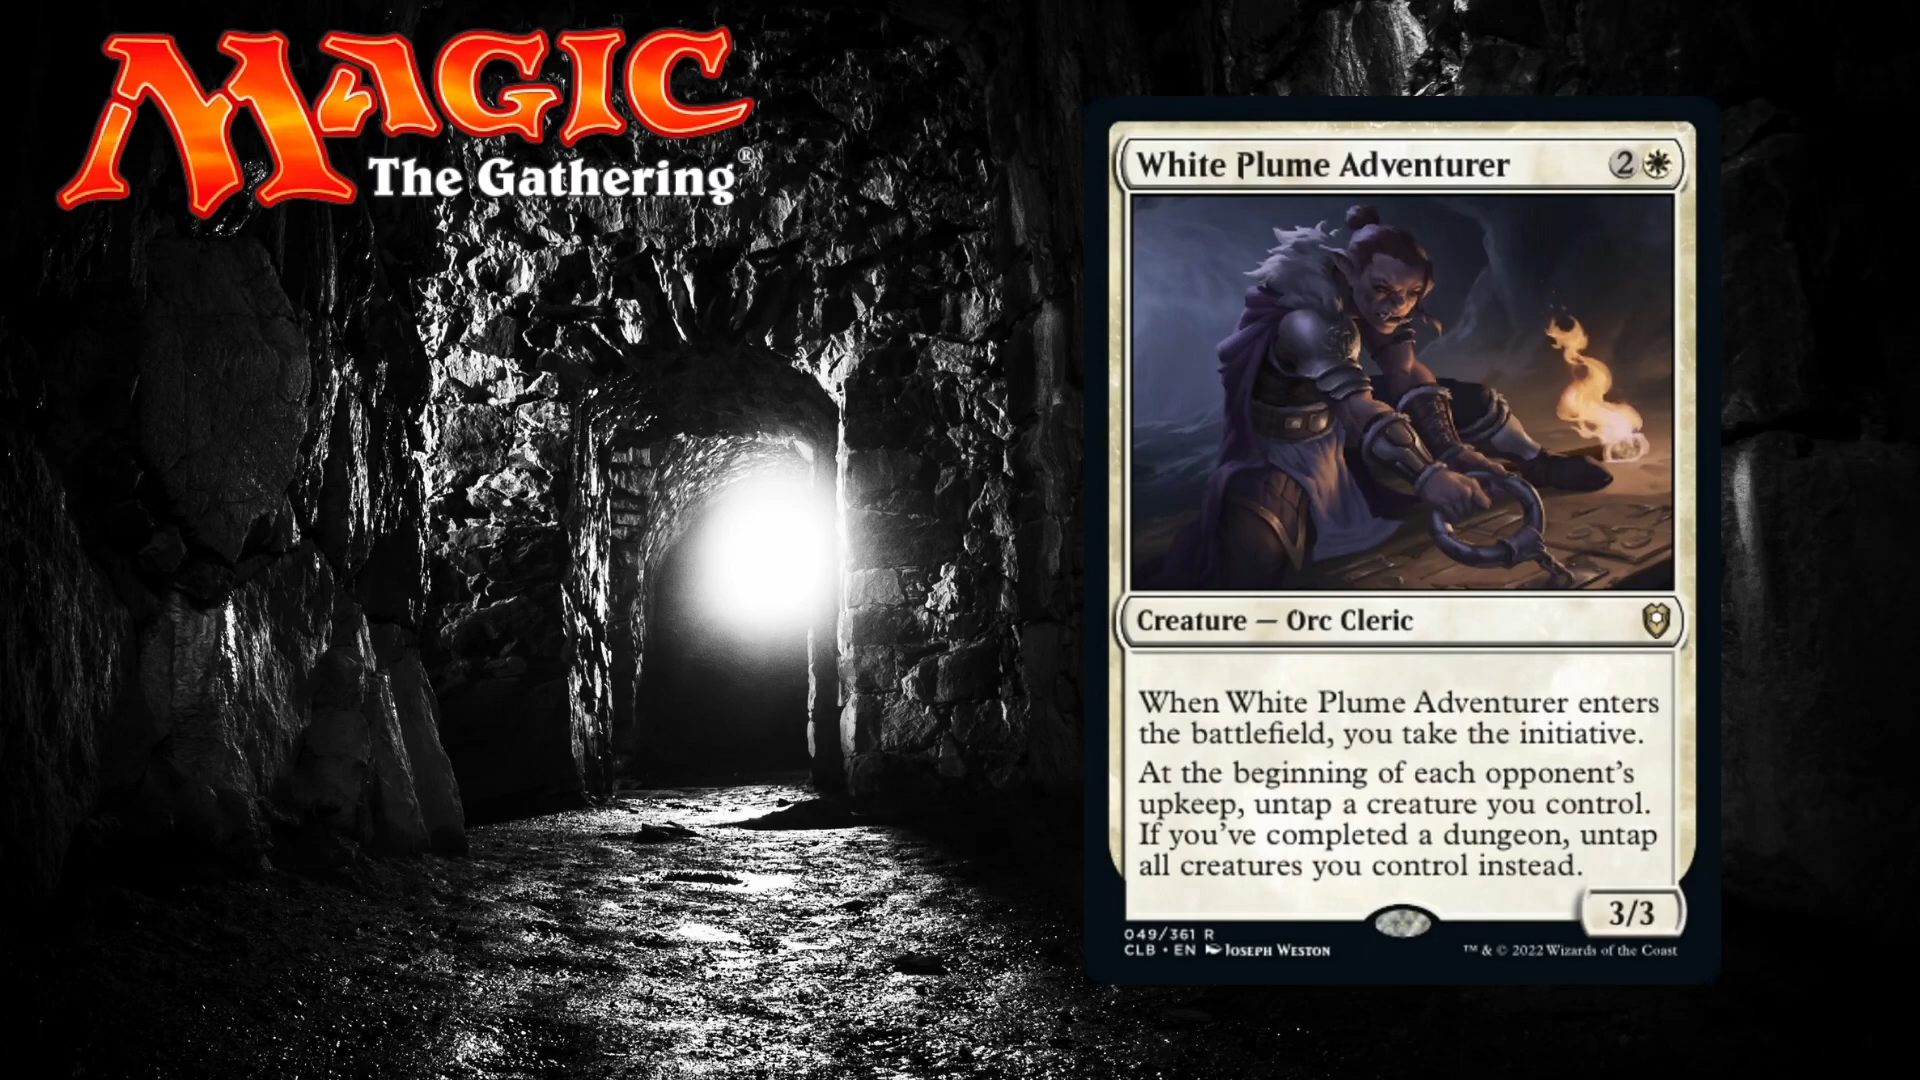 MAGIC
The Gathering®
White Plume Adventurer 2
Creature — Orc Cleric
When White Plume Adventurer enters
the battlefield, you take the initiative.
At the beginning of each opponent's
upkeep, untap a creature you control.
If you've completed a dungeon, untap
all creatures you control instead.
3/3
049/361 R
CLB • EN Joseph Weston
™ & © 2022 Wizards of the Coast